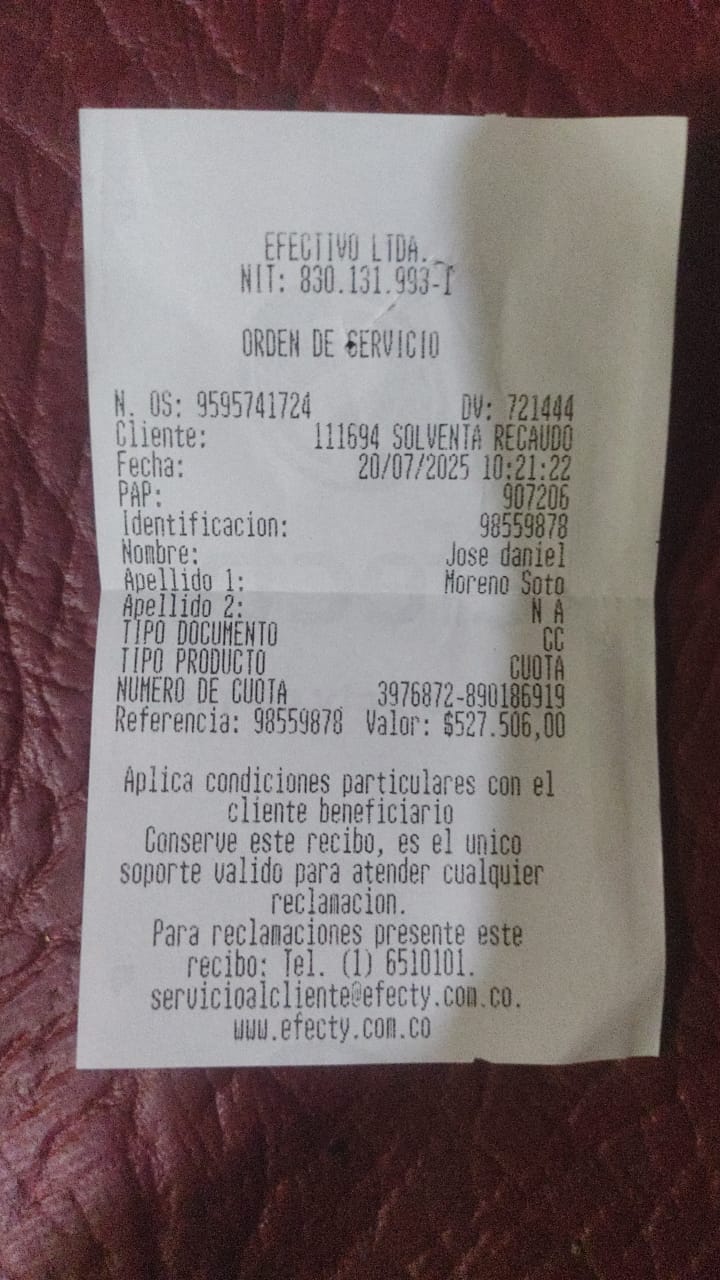 EFECTIVO LTDA.
NIT: 830.131.993-1
ORDEN DE SERVICIO
N. OS: 9595741724 DV: 721444
Cliente: 111694 SOLVENTA RECAUDO
Fecha: 20/07/2025 10:21:22
PAP: 907206
Identificacion: 98559878
Nombre: Jose daniel
Apellido 1: Moreno Soto
Apellido 2: N A
TIPO DOCUMENTO CC
TIPO PRODUCTO CUOTA
NUMERO DE CUOTA 3976872-890186919
Referencia: 98559878 Valor: $527.506,00
Aplica condiciones particulares con el
cliente beneficiario
Conserve este recibo, es el unico
soporte valido para atender cualquier
reclamacion.
Para reclamaciones presente este
recibo: Tel. (1) 6510101.
servicioalcliente@efecty.com.co.
www.efecty.com.co